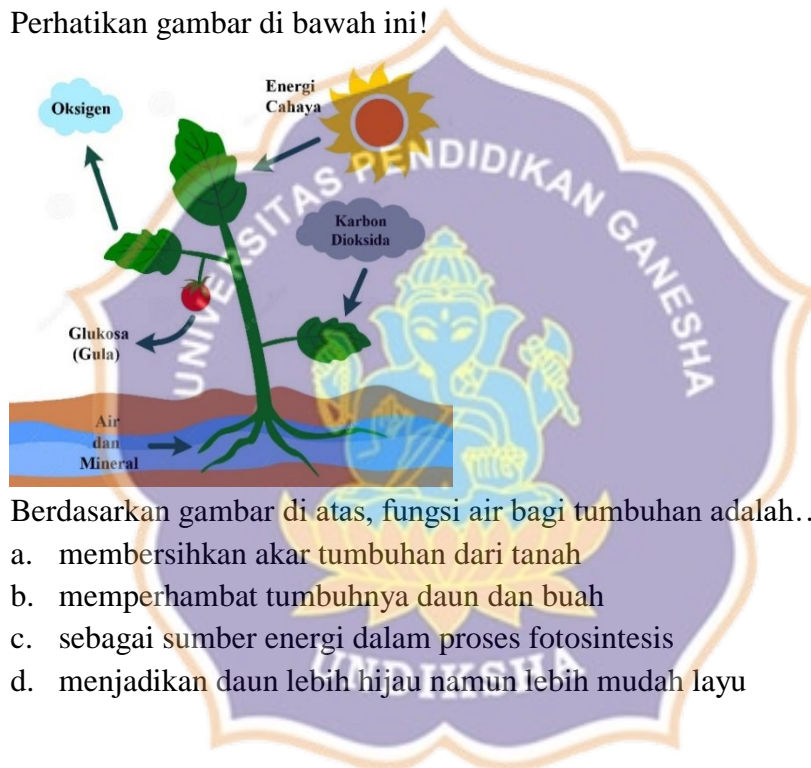 Perhatikan gambar di bawah ini!
Oksigen
Energi
Cahaya
Karbon
Dioksida
Glukosa
(Gula)
Air
dan
Mineral
UNIVERSITAS PENDIDIKAN GANESHA
Berdasarkan gambar di atas, fungsi air bagi tumbuhan adalah..
a. membersihkan akar tumbuhan dari tanah
b. memperhambat tumbuhnya daun dan buah
c. sebagai sumber energi dalam proses fotosintesis
UNDIKSHA
d. menjadikan daun lebih hijau namun lebih mudah layu